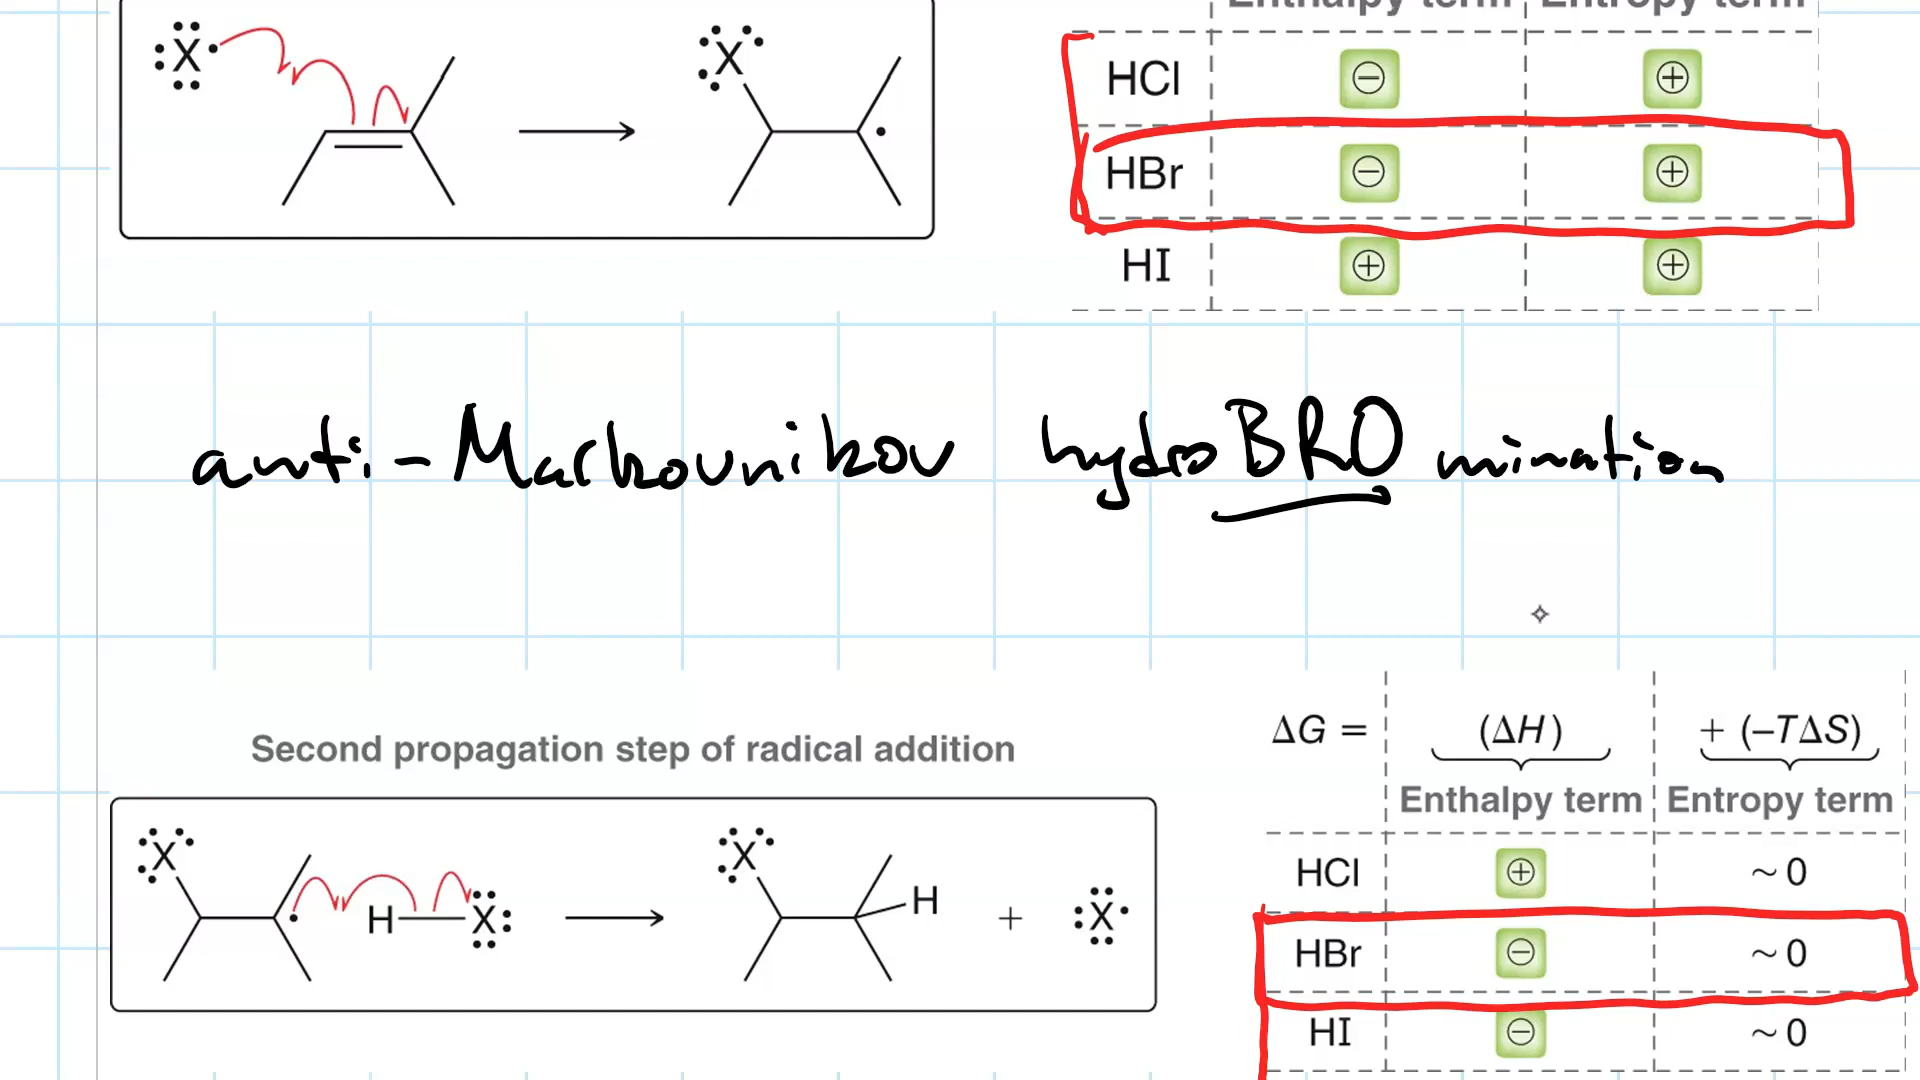 Enthalpy term Entropy term
X
X
HCl ⊖ ⊕
HBr ⊖ ⊕
HI ⊕ ⊕
anti-Markovnikov hydroBROmination
Second propagation step of radical addition
ΔG = (ΔH) + (–TΔS)
Enthalpy term Entropy term
X H X X H + X
HCl ⊕ ~ 0
HBr ⊖ ~ 0
HI ⊖ ~ 0